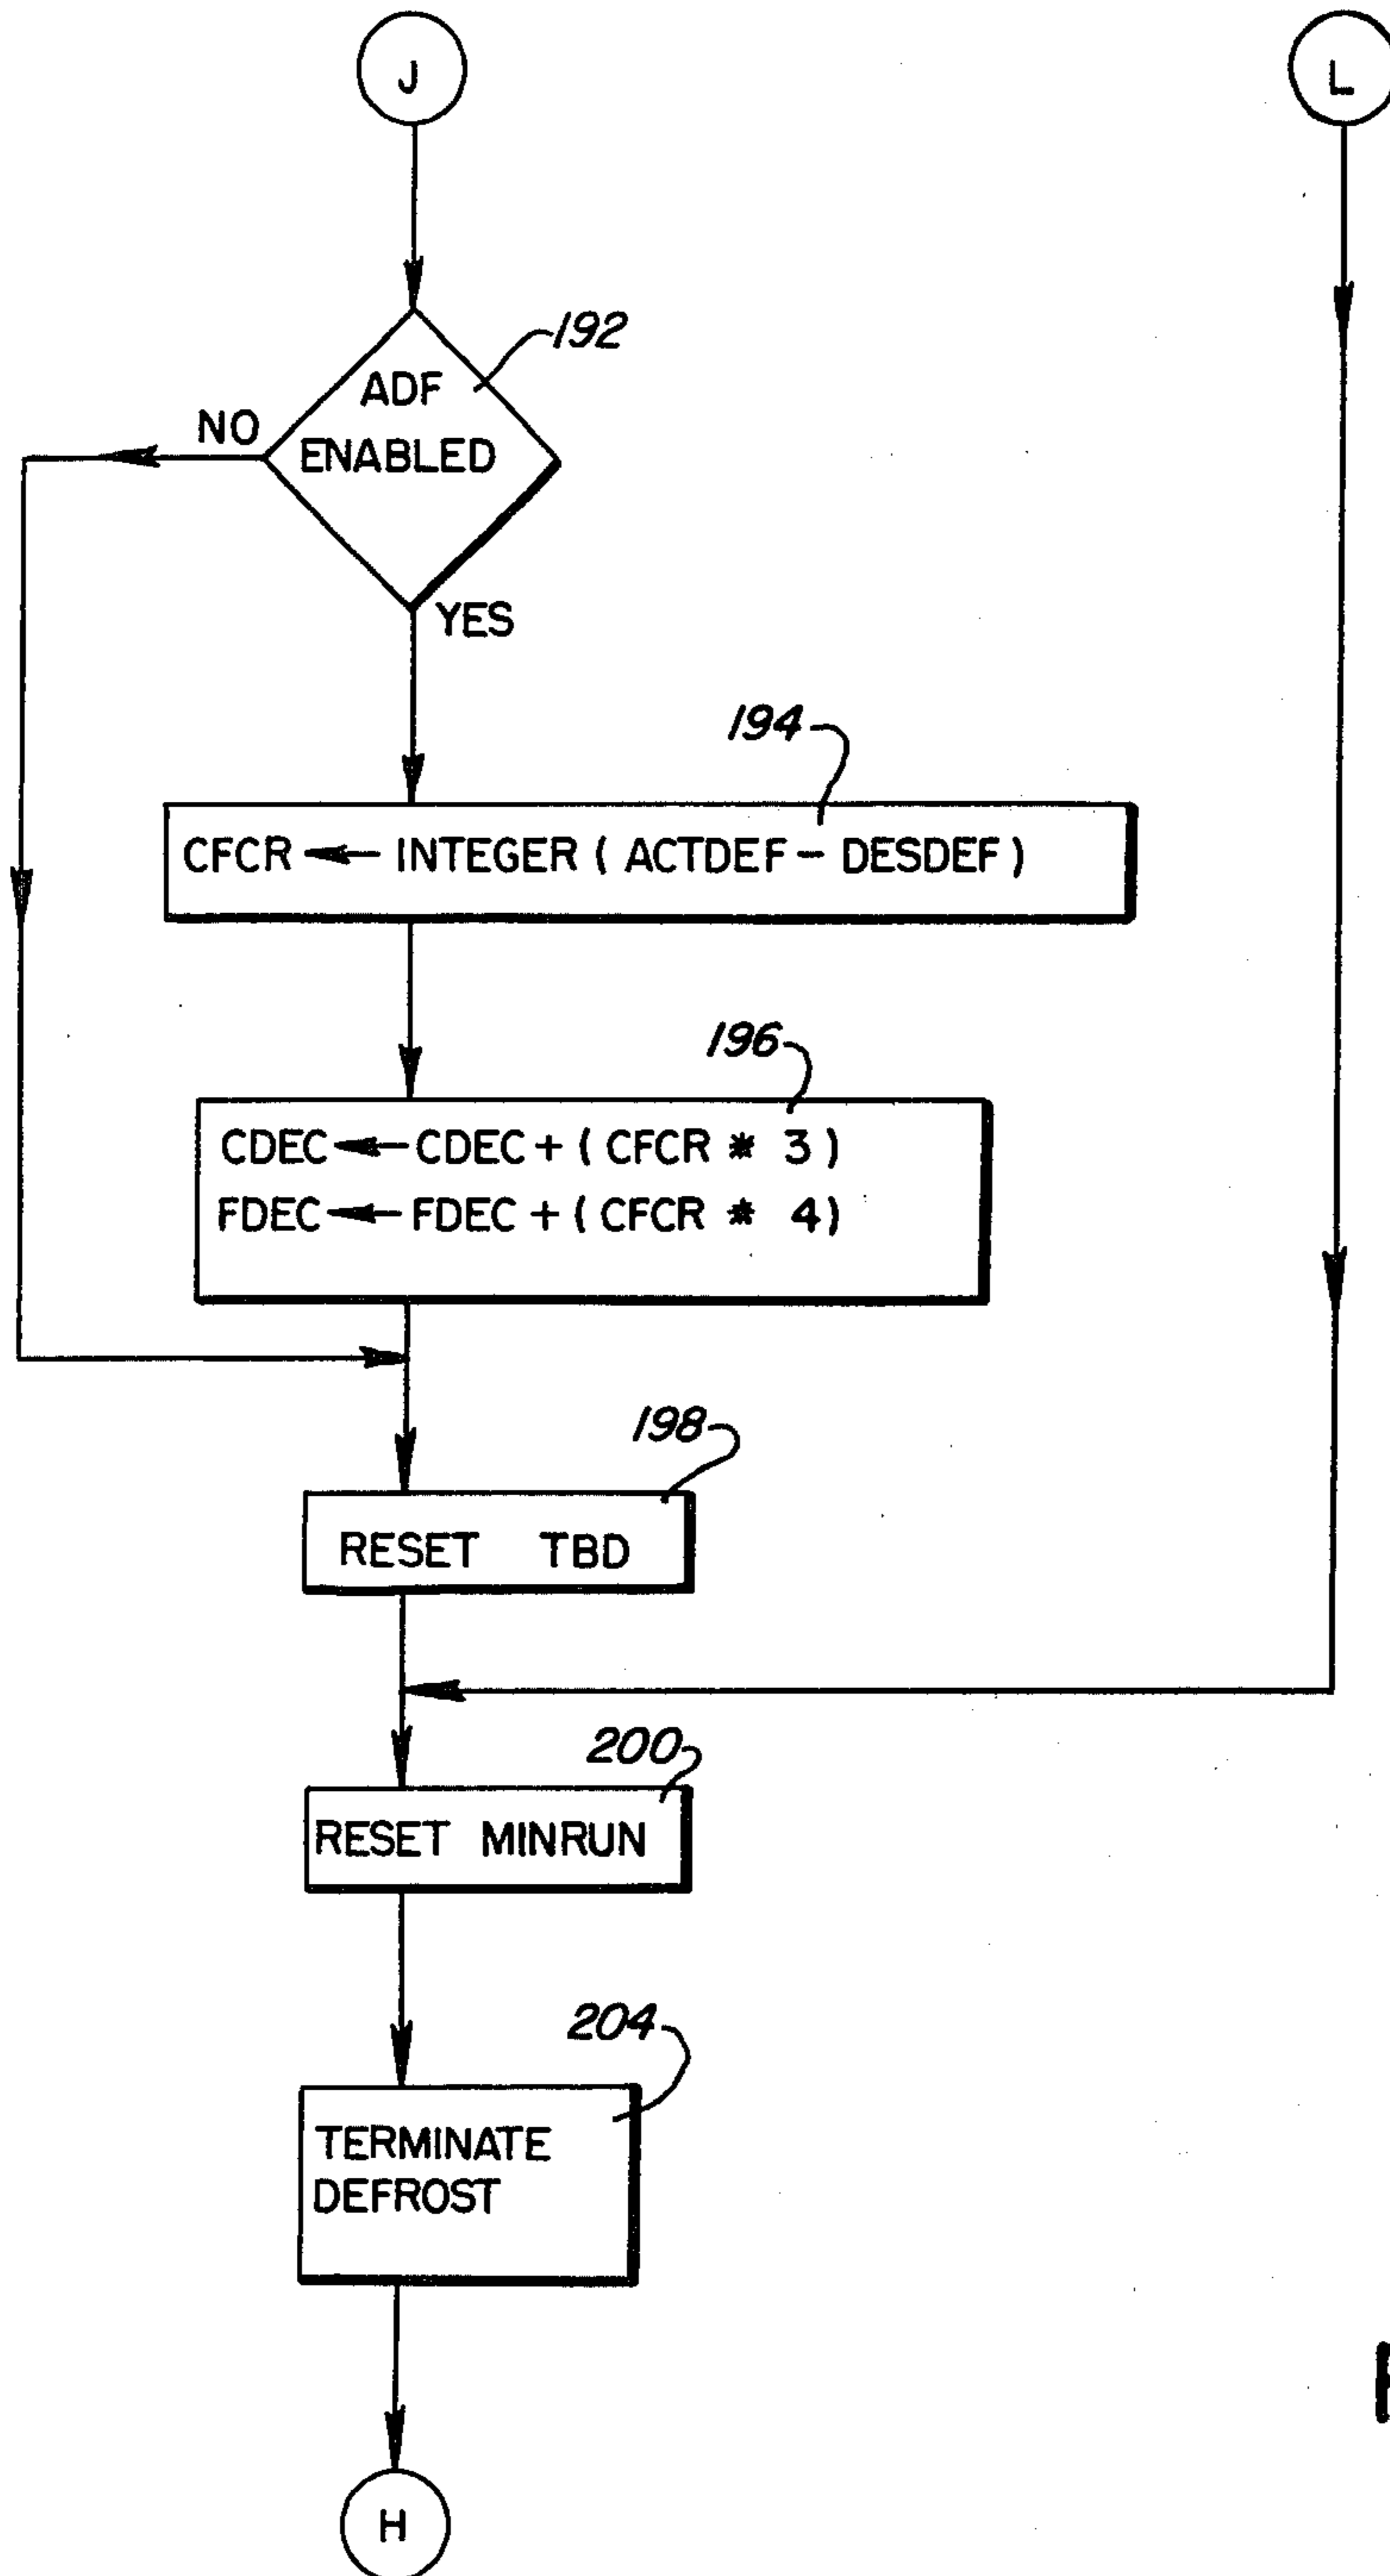 J
L
192
ADF
ENABLED
NO
YES
194
CFCR ← INTEGER ( ACTDEF - DESDEF )
196
CDEC ← CDEC + ( CFCR * 3 )
FDEC ← FDEC + ( CFCR * 4 )
198
RESET TBD
200
RESET MINRUN
204
TERMINATE
DEFROST
H